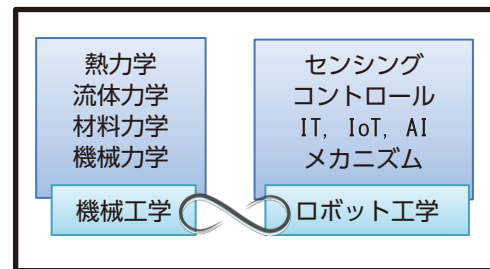 熱力学
流体力学
材料力学
機械力学
機械工学
センシング
コントロール
IT, IoT, AI
メカニズム
ロボット工学